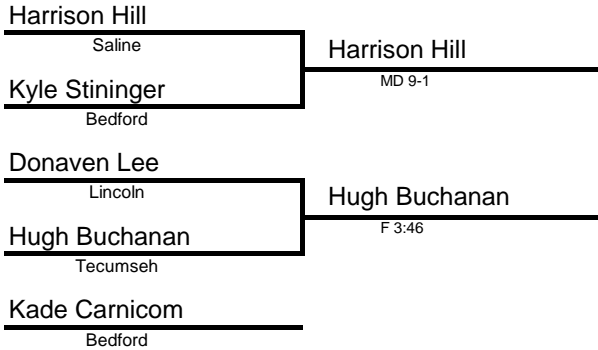 Harrison Hill
Saline
Kyle Stininger
Bedford
Donaven Lee
Lincoln
Hugh Buchanan
Tecumseh
Kade Carnicom
Bedford
Harrison Hill
MD 9-1
Hugh Buchanan
F 3:46